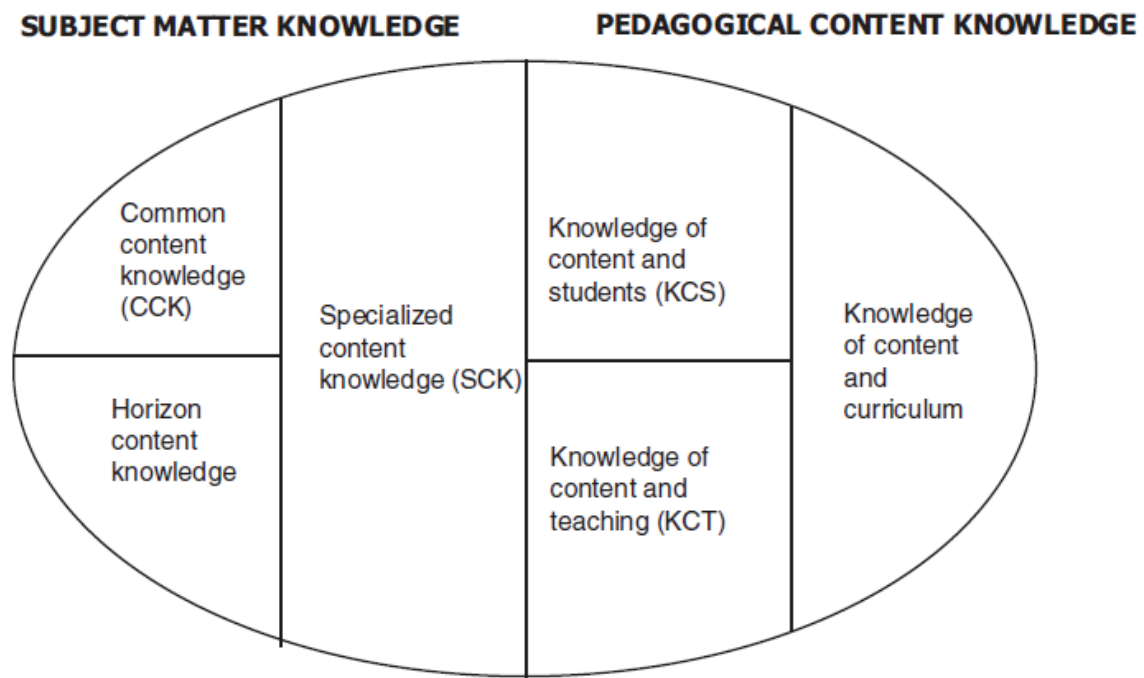 SUBJECT MATTER KNOWLEDGE
PEDAGOGICAL CONTENT KNOWLEDGE
Common
content
knowledge
(CCK)
Horizon
content
knowledge
Specialized
content
knowledge (SCK)
Knowledge of
content and
students (KCS)
Knowledge of
content and
teaching (KCT)
Knowledge
of content
and
curriculum